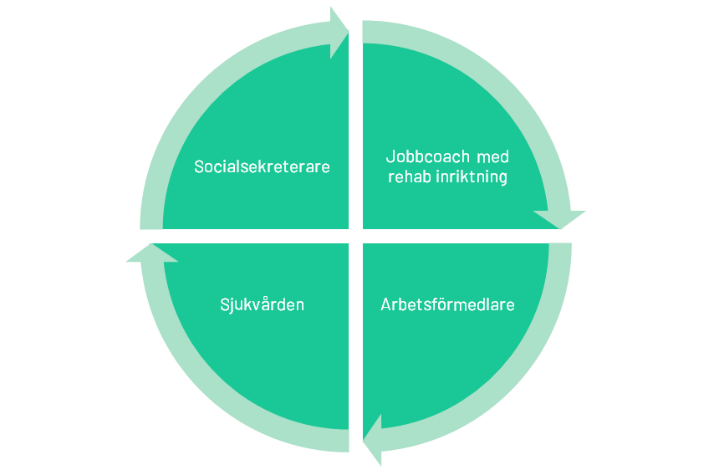 Socialsekreterare
Jobbcoach med
rehab inriktning
Sjukvården
Arbetsförmedlare